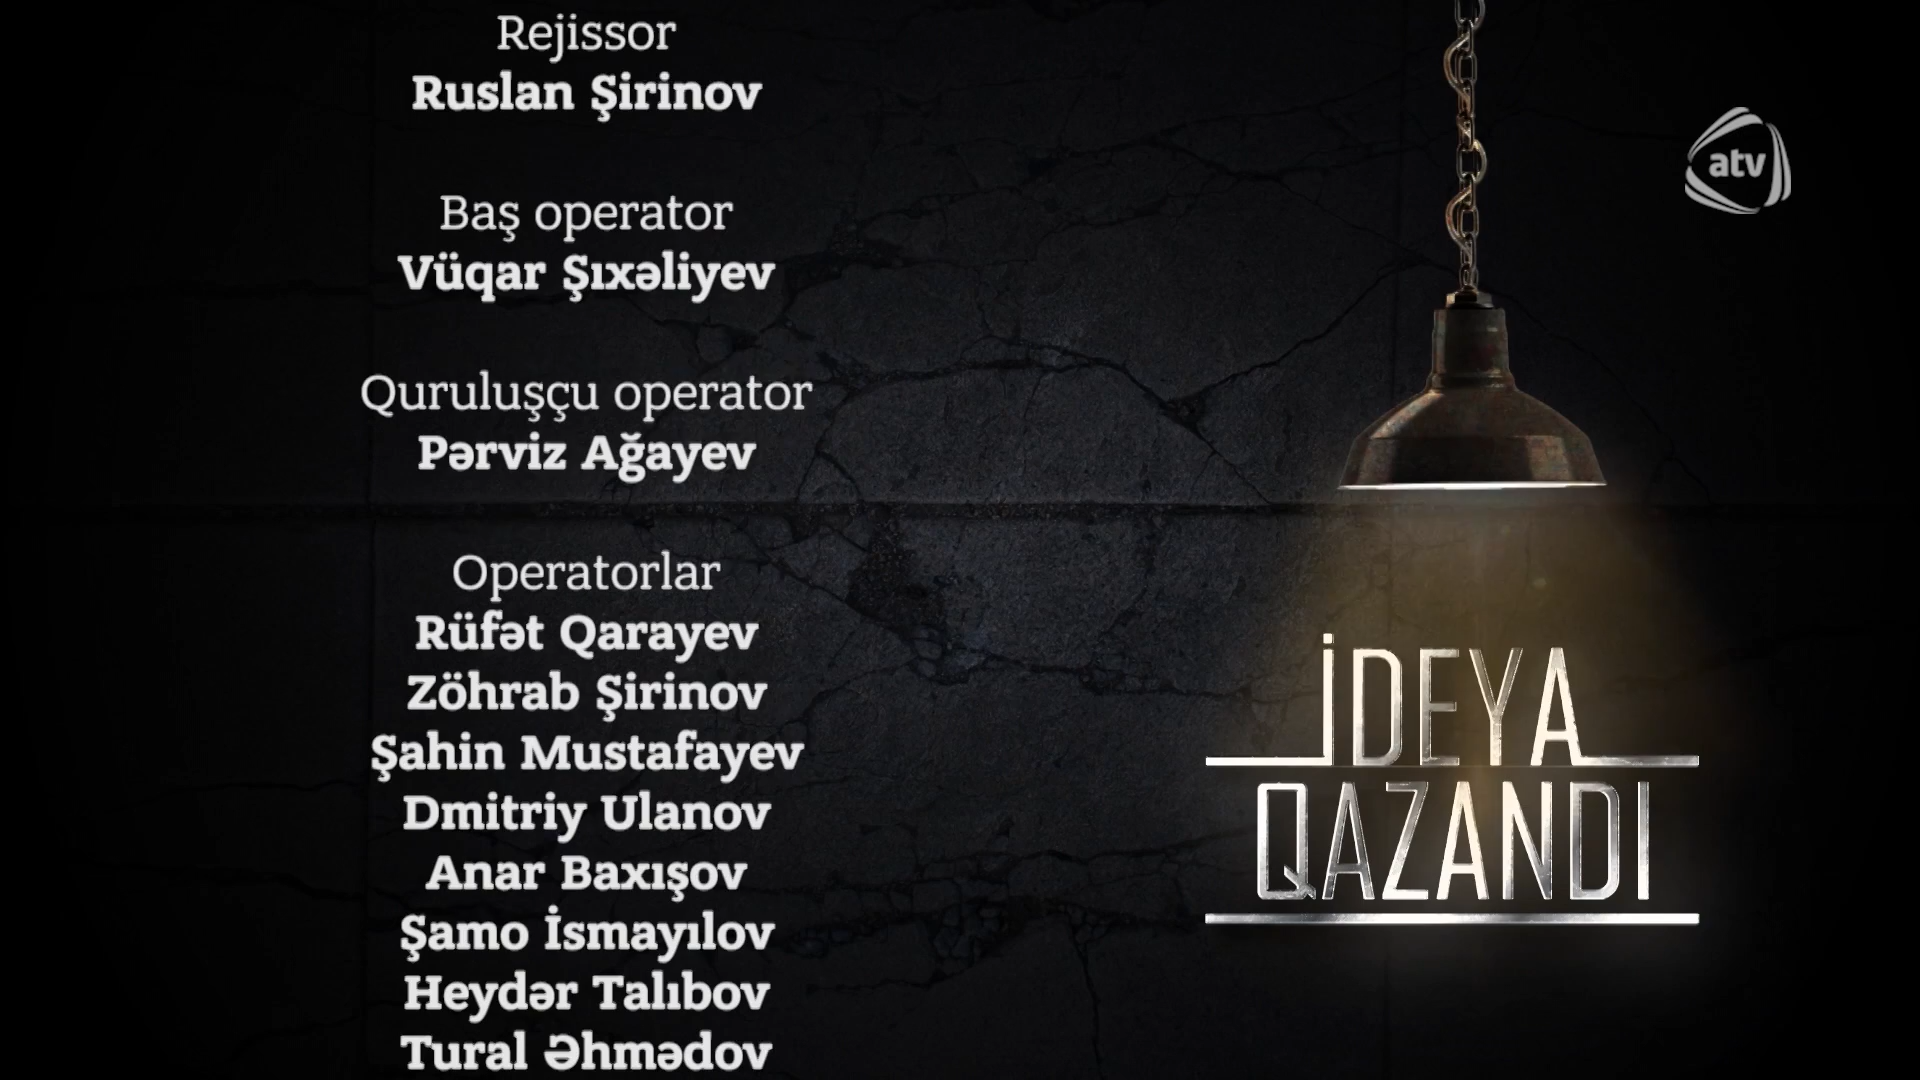 Rejissor
Ruslan Şirinov
Baş operator
Vüqar Şıxəliyev
Quruluşçu operator
Pərviz Ağayev
Operatorlar
Rüfət Qarayev
Zöhrab Şirinov
Şahin Mustafayev
Dmitriy Ulanov
Anar Baxışov
Şamo İsmayılov
Heydər Talıbov
Tural Əhmədov
atv
İDEYA
QAZANDI